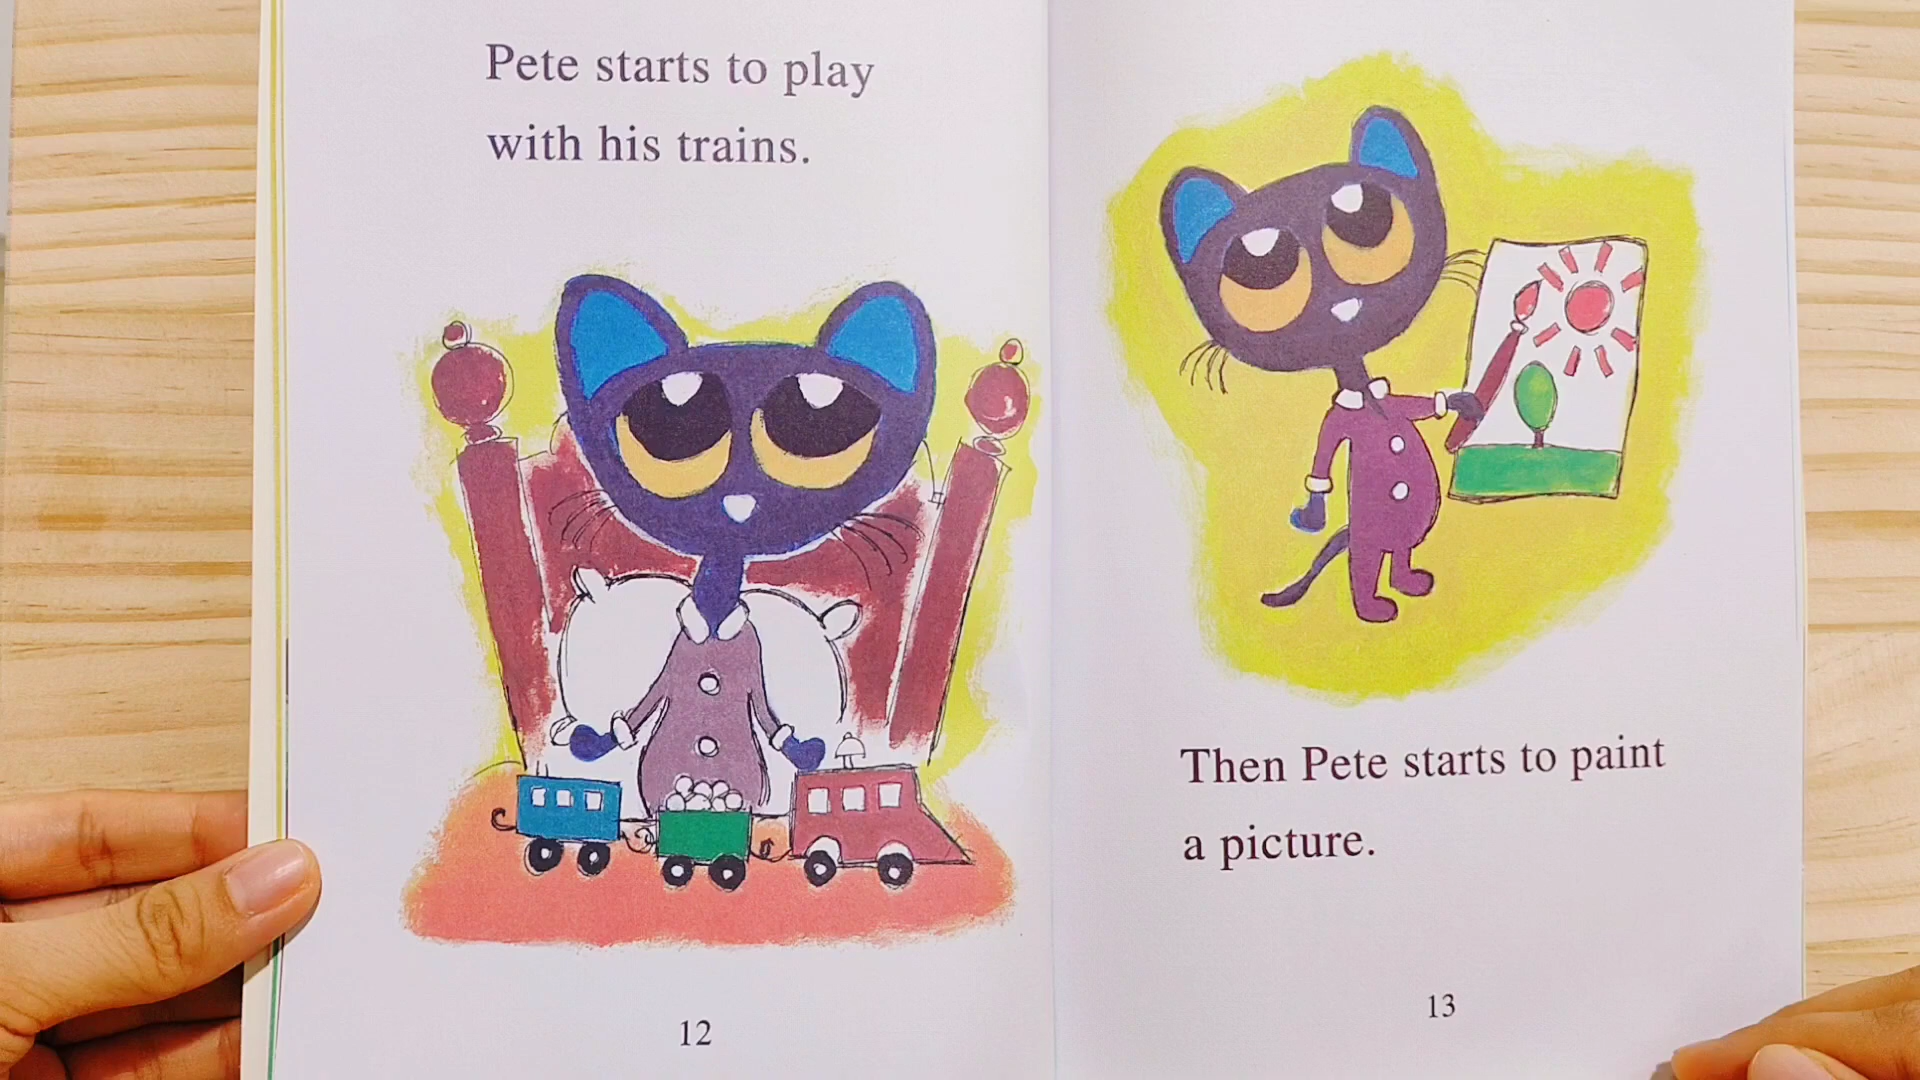 Pete starts to play
with his trains.
12
Then Pete starts to paint
a picture.
13